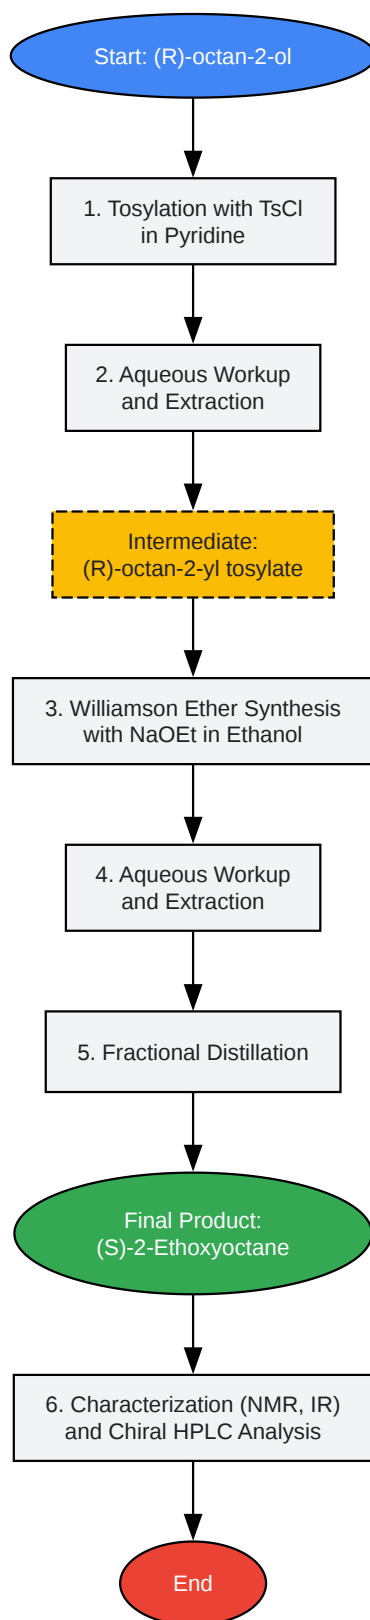 Start: (R)-octan-2-ol
1. Tosylation with TsCl
in Pyridine
2. Aqueous Workup
and Extraction
Intermediate:
(R)-octan-2-yl tosylate
3. Williamson Ether Synthesis
with NaOEt in Ethanol
4. Aqueous Workup
and Extraction
5. Fractional Distillation
Final Product:
(S)-2-Ethoxyoctane
6. Characterization (NMR, IR)
and Chiral HPLC Analysis
End